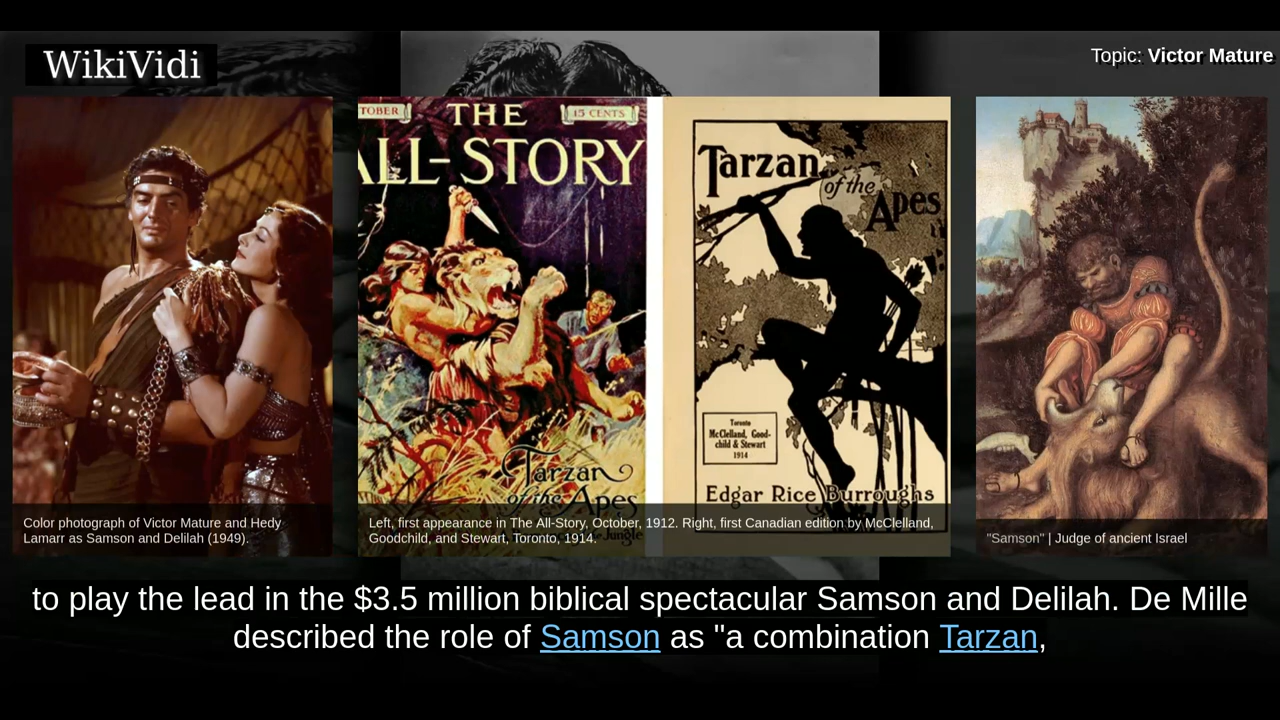 WikiVidi
Topic: Victor Mature
TOBER
THE
15 CENTS
ALL-STORY
Tarzan
of the Apes
Tarzan
of the
Apes
Toronto
McClelland, Good-
child & Stewart
1914
Edgar Rice Burroughs
Color photograph of Victor Mature and Hedy
Lamarr as Samson and Delilah (1949).
Left, first appearance in The All-Story, October, 1912. Right, first Canadian edition by McClelland,
Goodchild, and Stewart, Toronto, 1914.
"Samson" | Judge of ancient Israel
to play the lead in the $3.5 million biblical spectacular Samson and Delilah. De Mille
described the role of Samson as "a combination Tarzan,